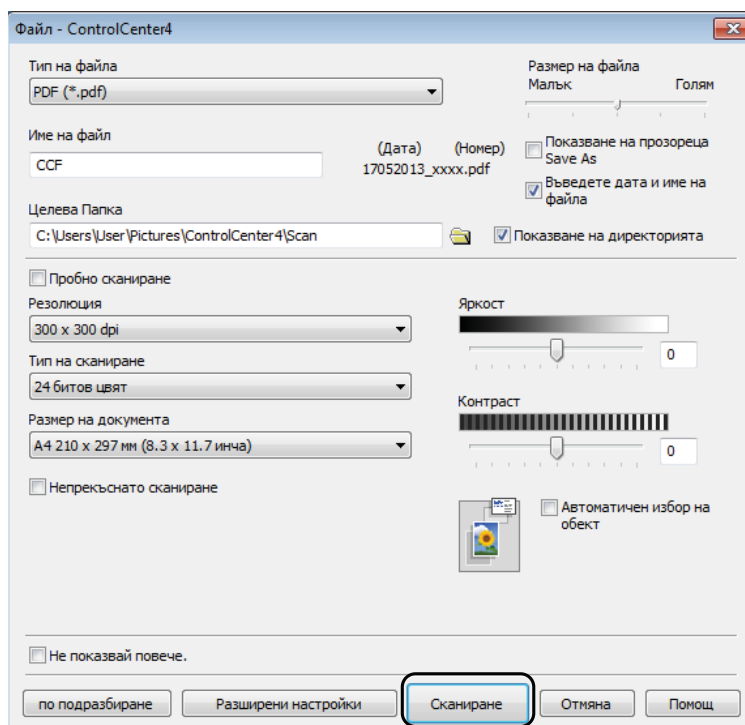 Файл - ControlCenter4
Тип на файла
PDF (*.pdf)
Размер на файла
Малък Голям
Име на файл
CCF
(Дата) (Номер)
17052013_xxxx.pdf
Показване на прозореца
Save As
Въведете дата и име на
файла
Целева Папка
C:\Users\User\Pictures\ControlCenter4\Scan
Показване на директорията
Пробно сканиране
Резолюция
300 x 300 dpi
Тип на сканиране
24 битов цвят
Размер на документа
A4 210 x 297 мм (8.3 x 11.7 инча)
Непрекъснато сканиране
Яркост
0
Контраст
0
Автоматичен избор на
обект
Не показвай повече.
по подразбиране Разширени настройки Сканиране Отмяна Помощ